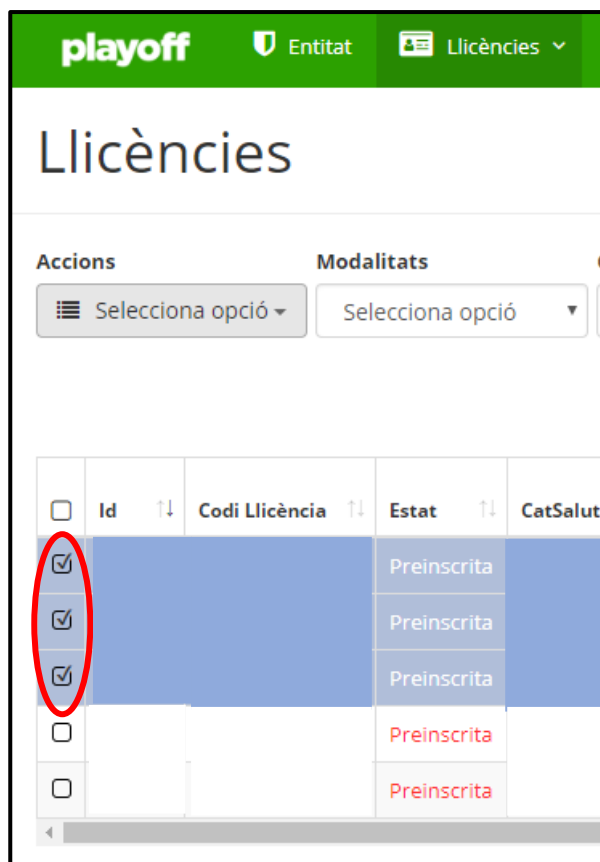 playoff Entitat Llicències
Llicències
Accions Modalitats
Selecciona opció Selecciona opció
Id Codi Llicència Estat CatSalut
Preinscrita
Preinscrita
Preinscrita
Preinscrita
Preinscrita